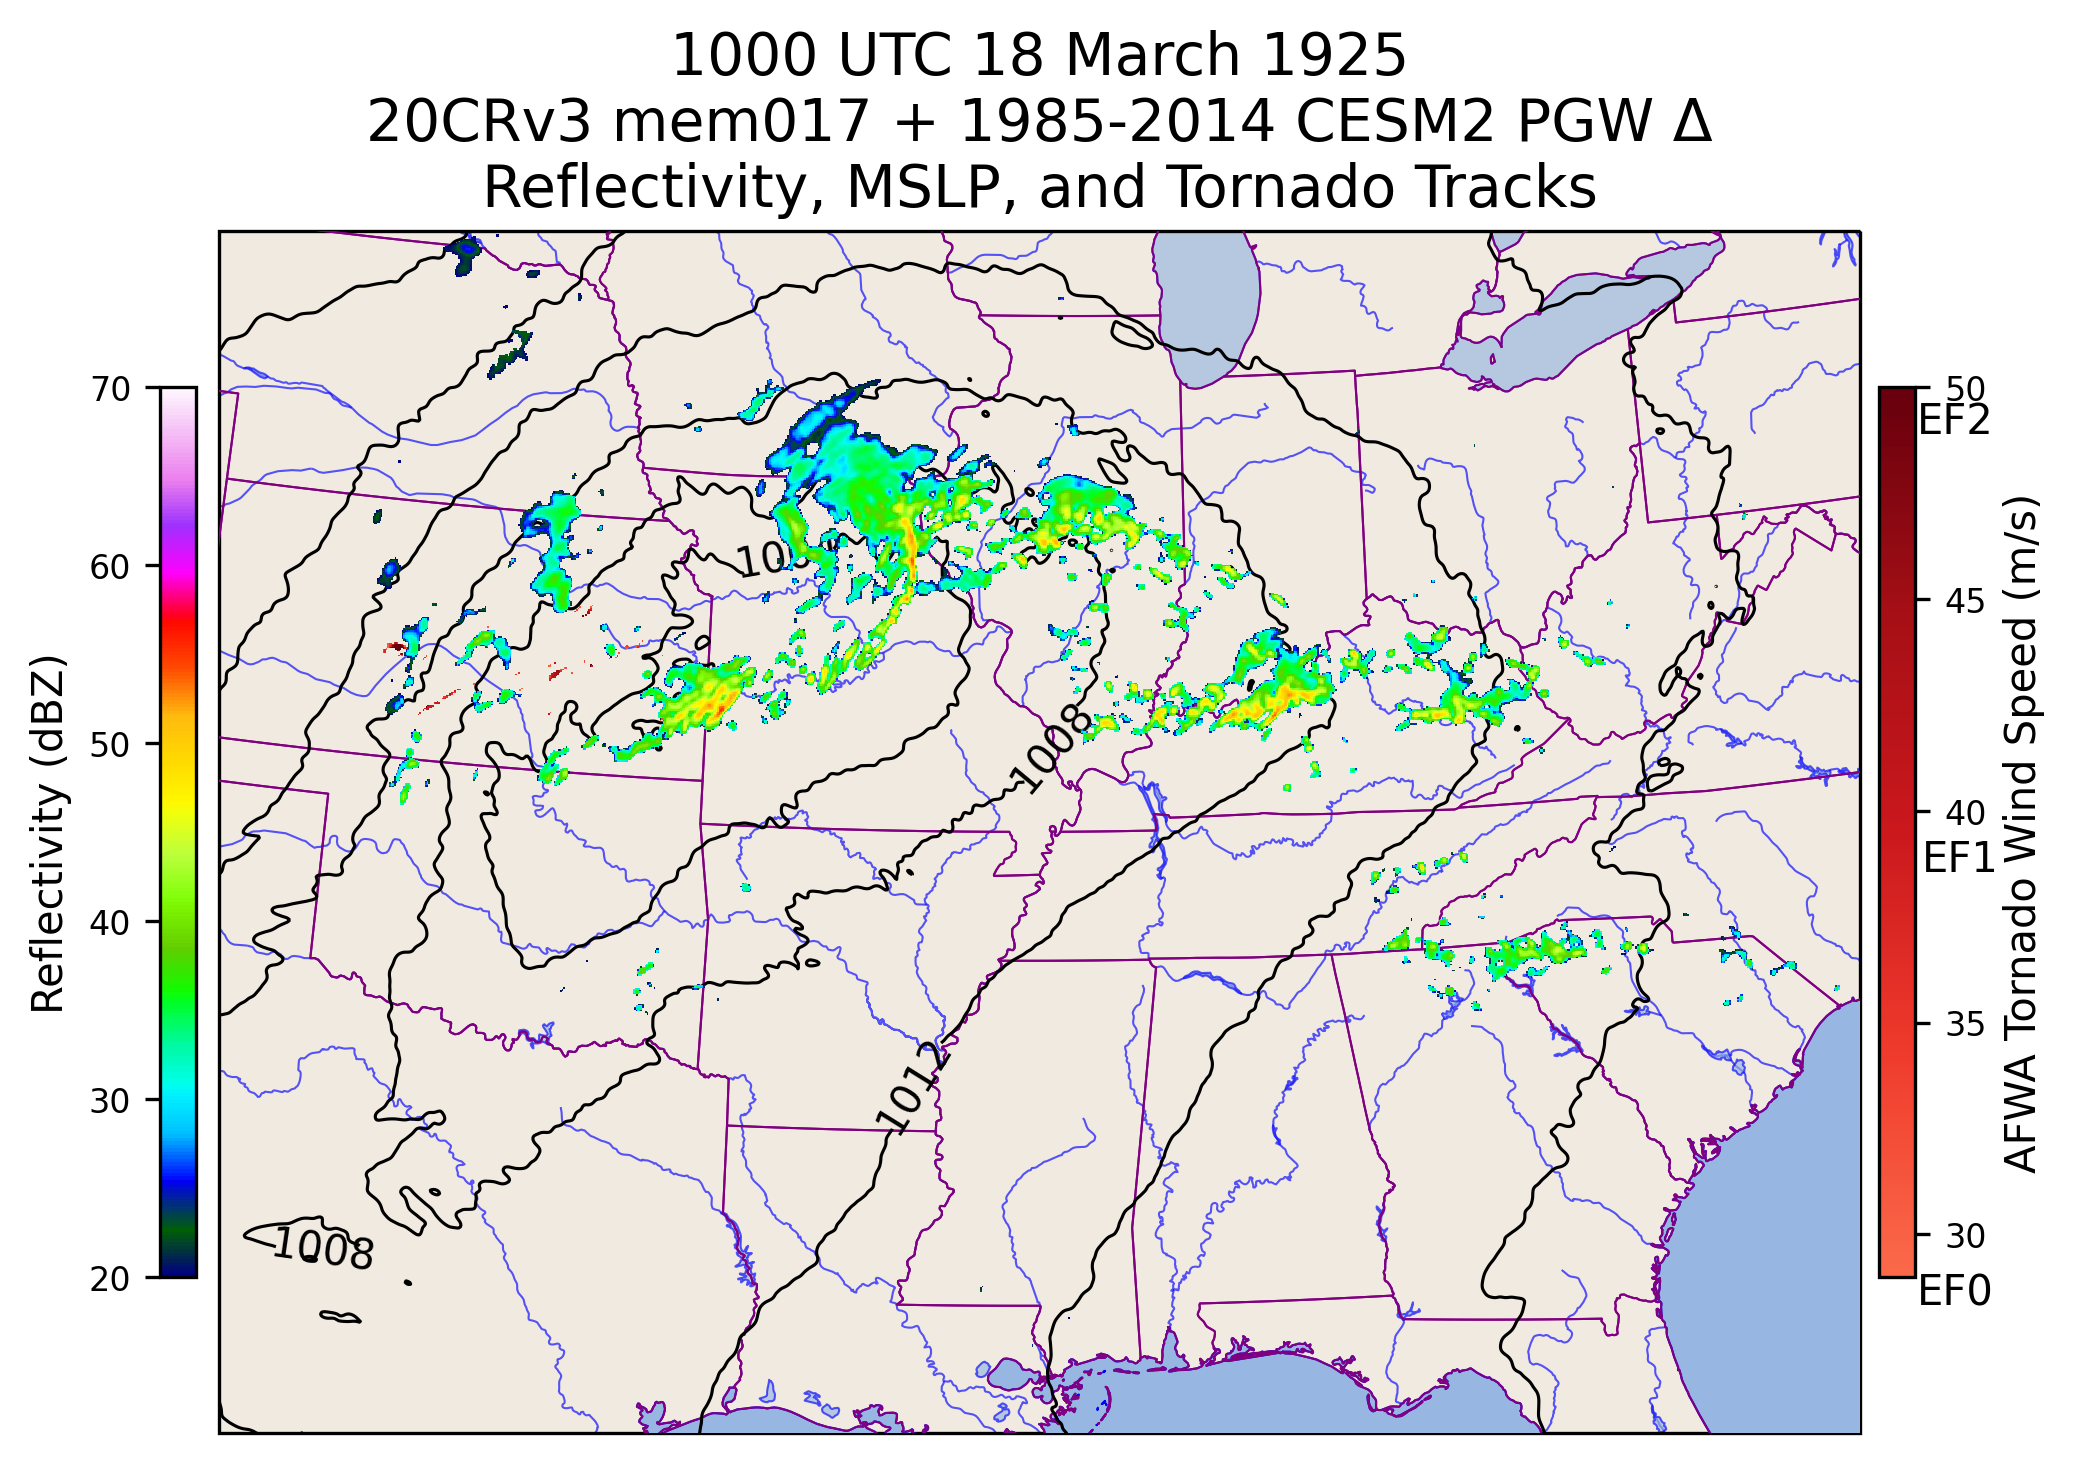 1000 UTC 18 March 1925
20CRv3 mem017 + 1985-2014 CESM2 PGW Δ
Reflectivity, MSLP, and Tornado Tracks
Reflectivity (dBZ)
70
60
50
40
30
20
1008
1012
1008
50
EF2
45
40
EF1
35
30
EF0
AFWA Tornado Wind Speed (m/s)